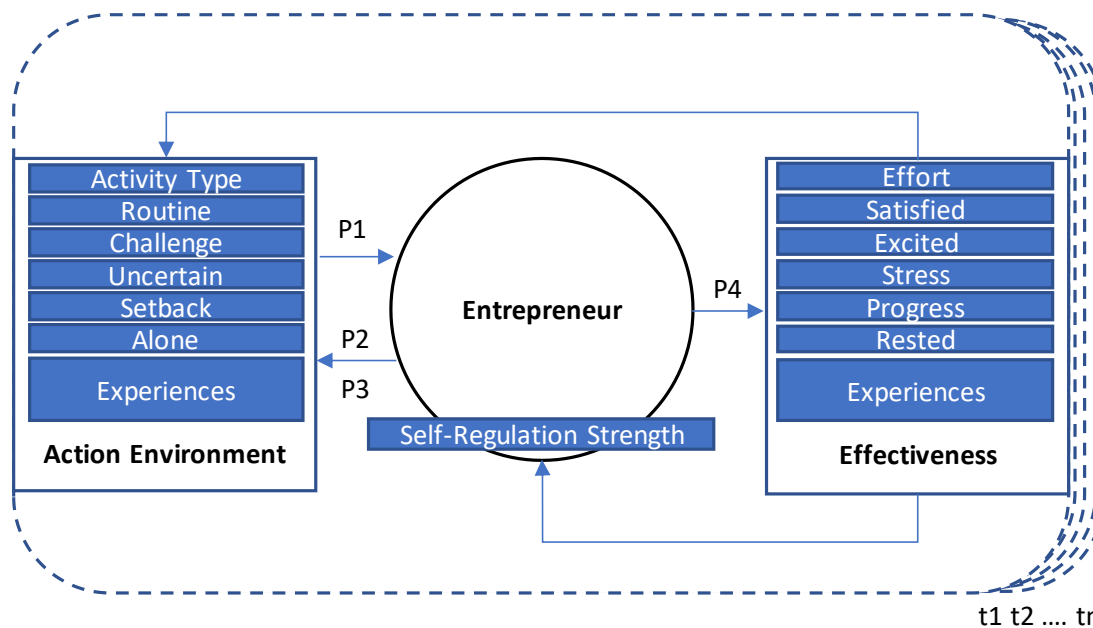 Activity Type
Routine
Challenge
Uncertain
Setback
Alone
Experiences
Action Environment
P1
P2
P3
Entrepreneur
Self-Regulation Strength
P4
Effort
Satisfied
Excited
Stress
Progress
Rested
Experiences
Effectiveness
t1 t2 .... tr